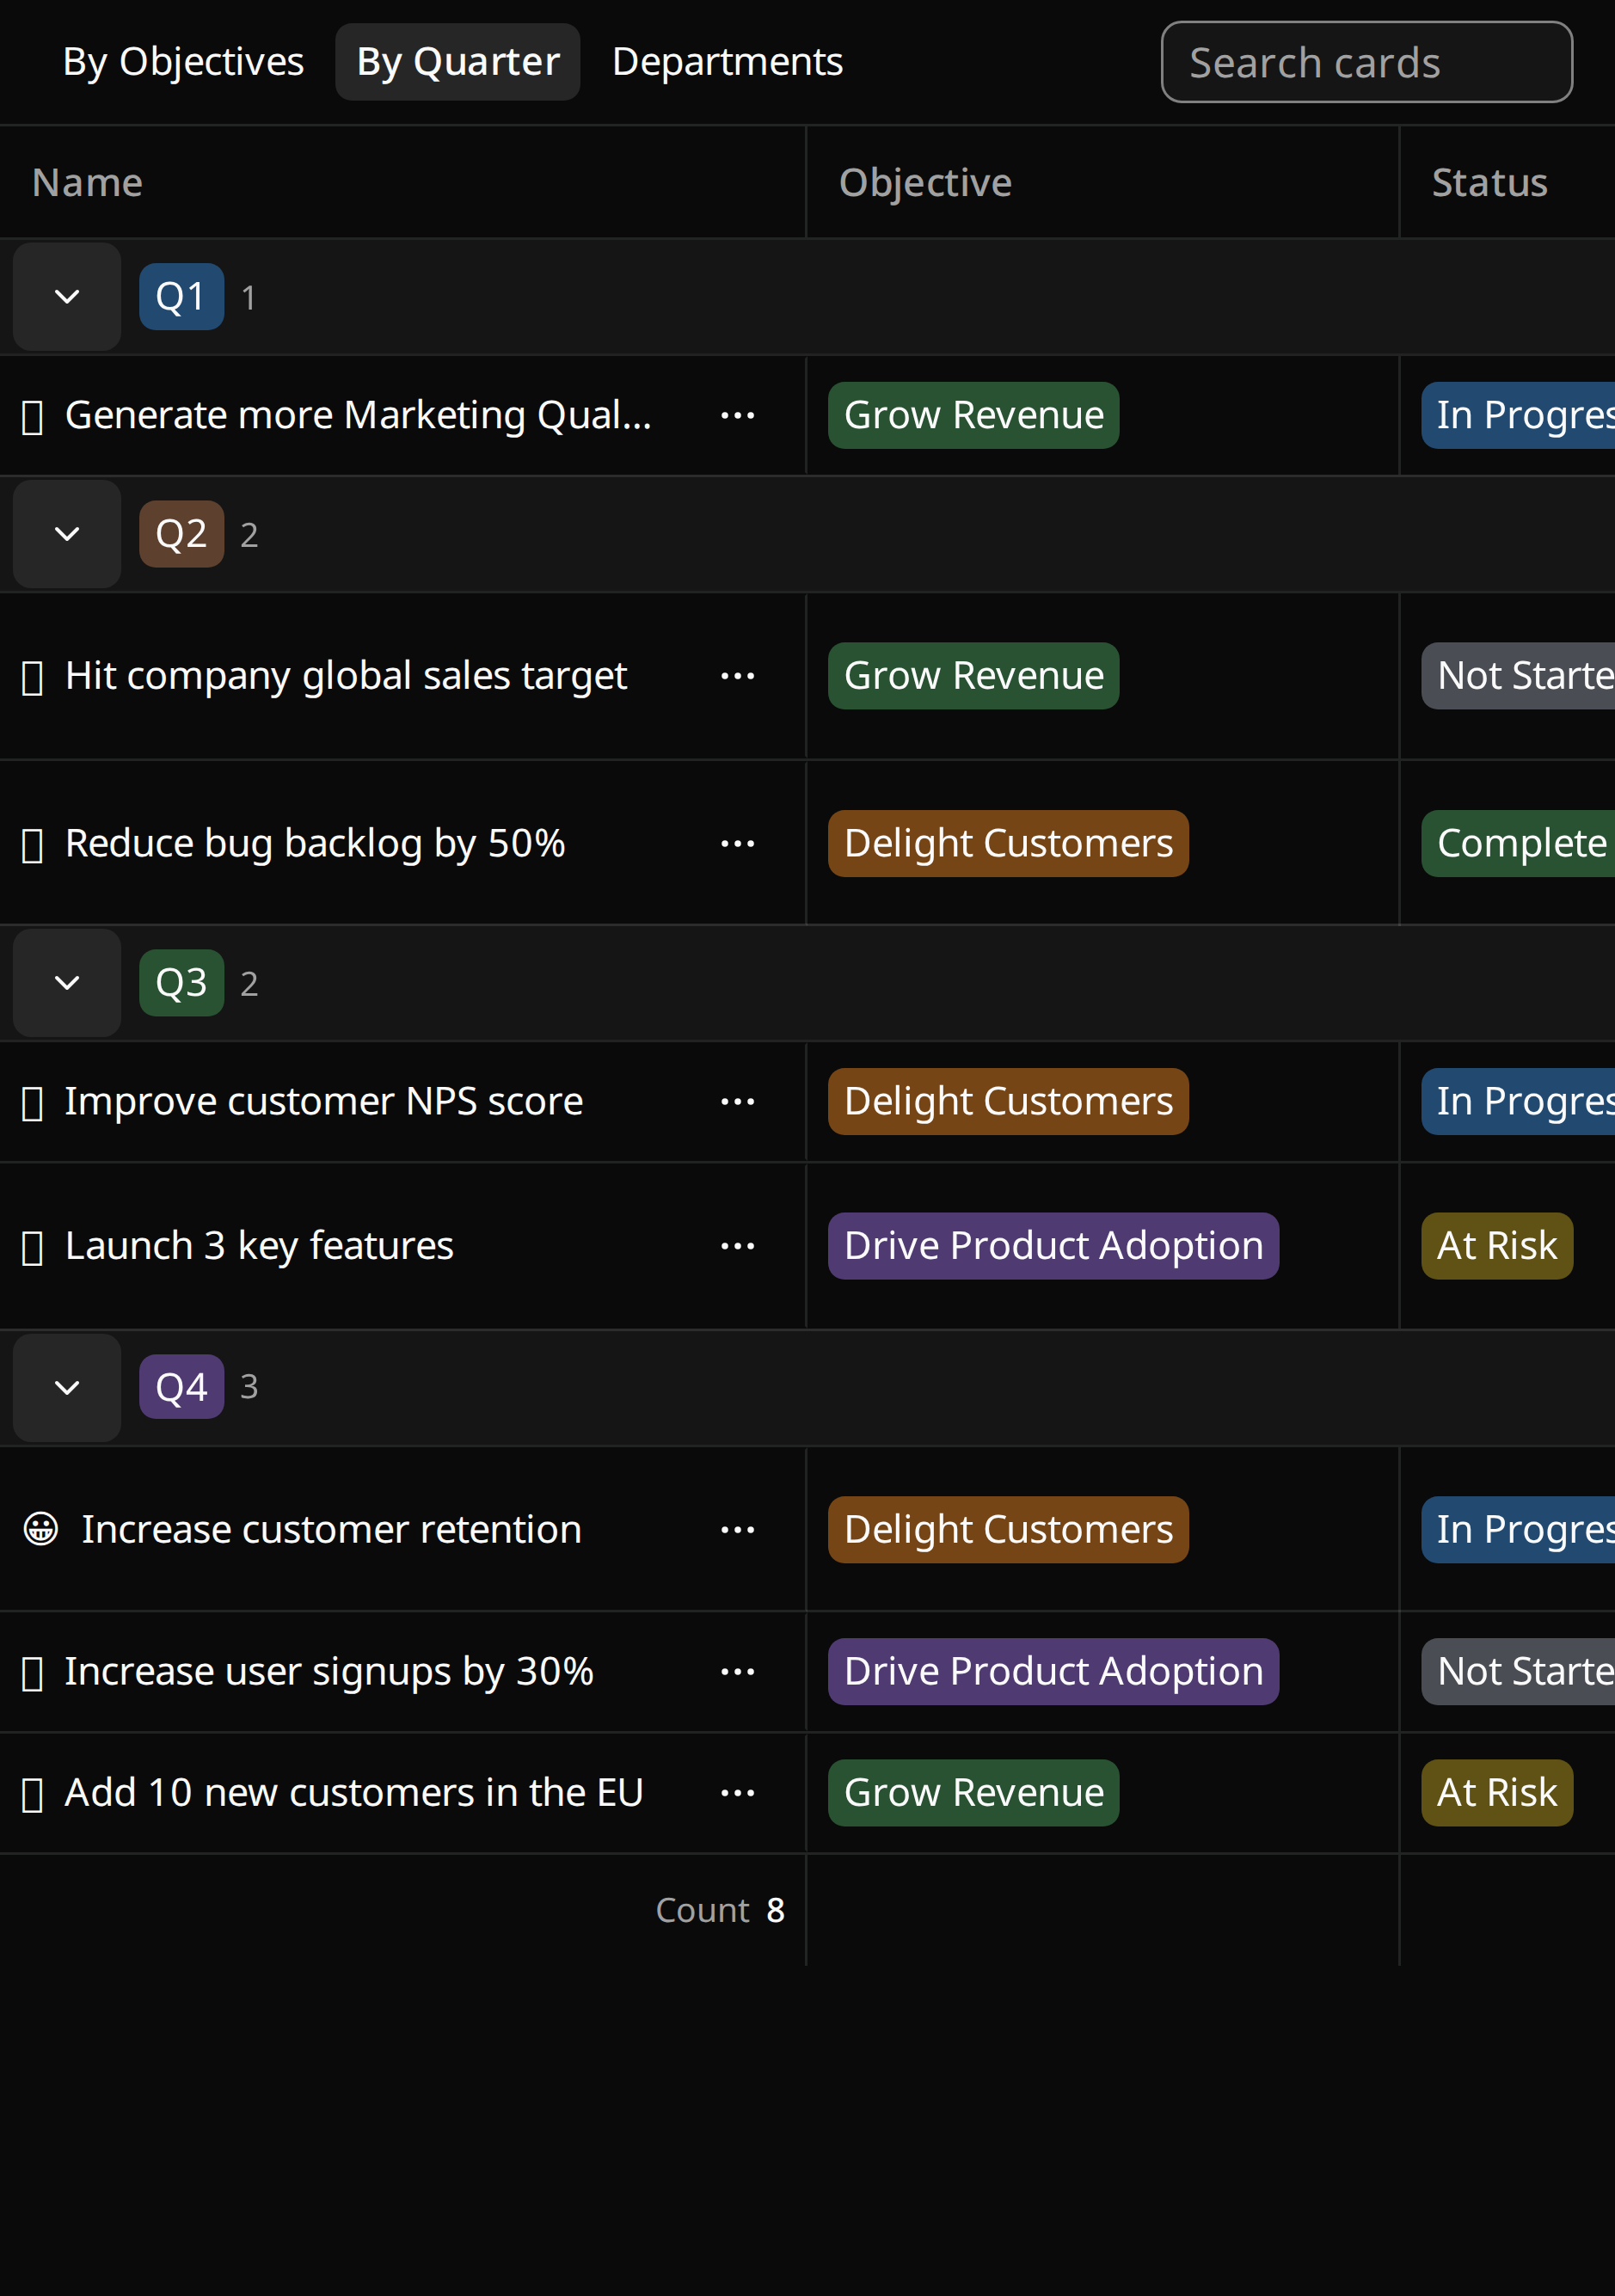 By Objectives By Quarter Departments Search cards
Name Objective Status
Q1 1
Generate more Marketing Qual... Grow Revenue In Progres
Q2 2
Hit company global sales target Grow Revenue Not Starte
Reduce bug backlog by 50% Delight Customers Complete
Q3 2
Improve customer NPS score Delight Customers In Progres
Launch 3 key features Drive Product Adoption At Risk
Q4 3
😀 Increase customer retention Delight Customers In Progres
Increase user signups by 30% Drive Product Adoption Not Starte
Add 10 new customers in the EU Grow Revenue At Risk
Count 8